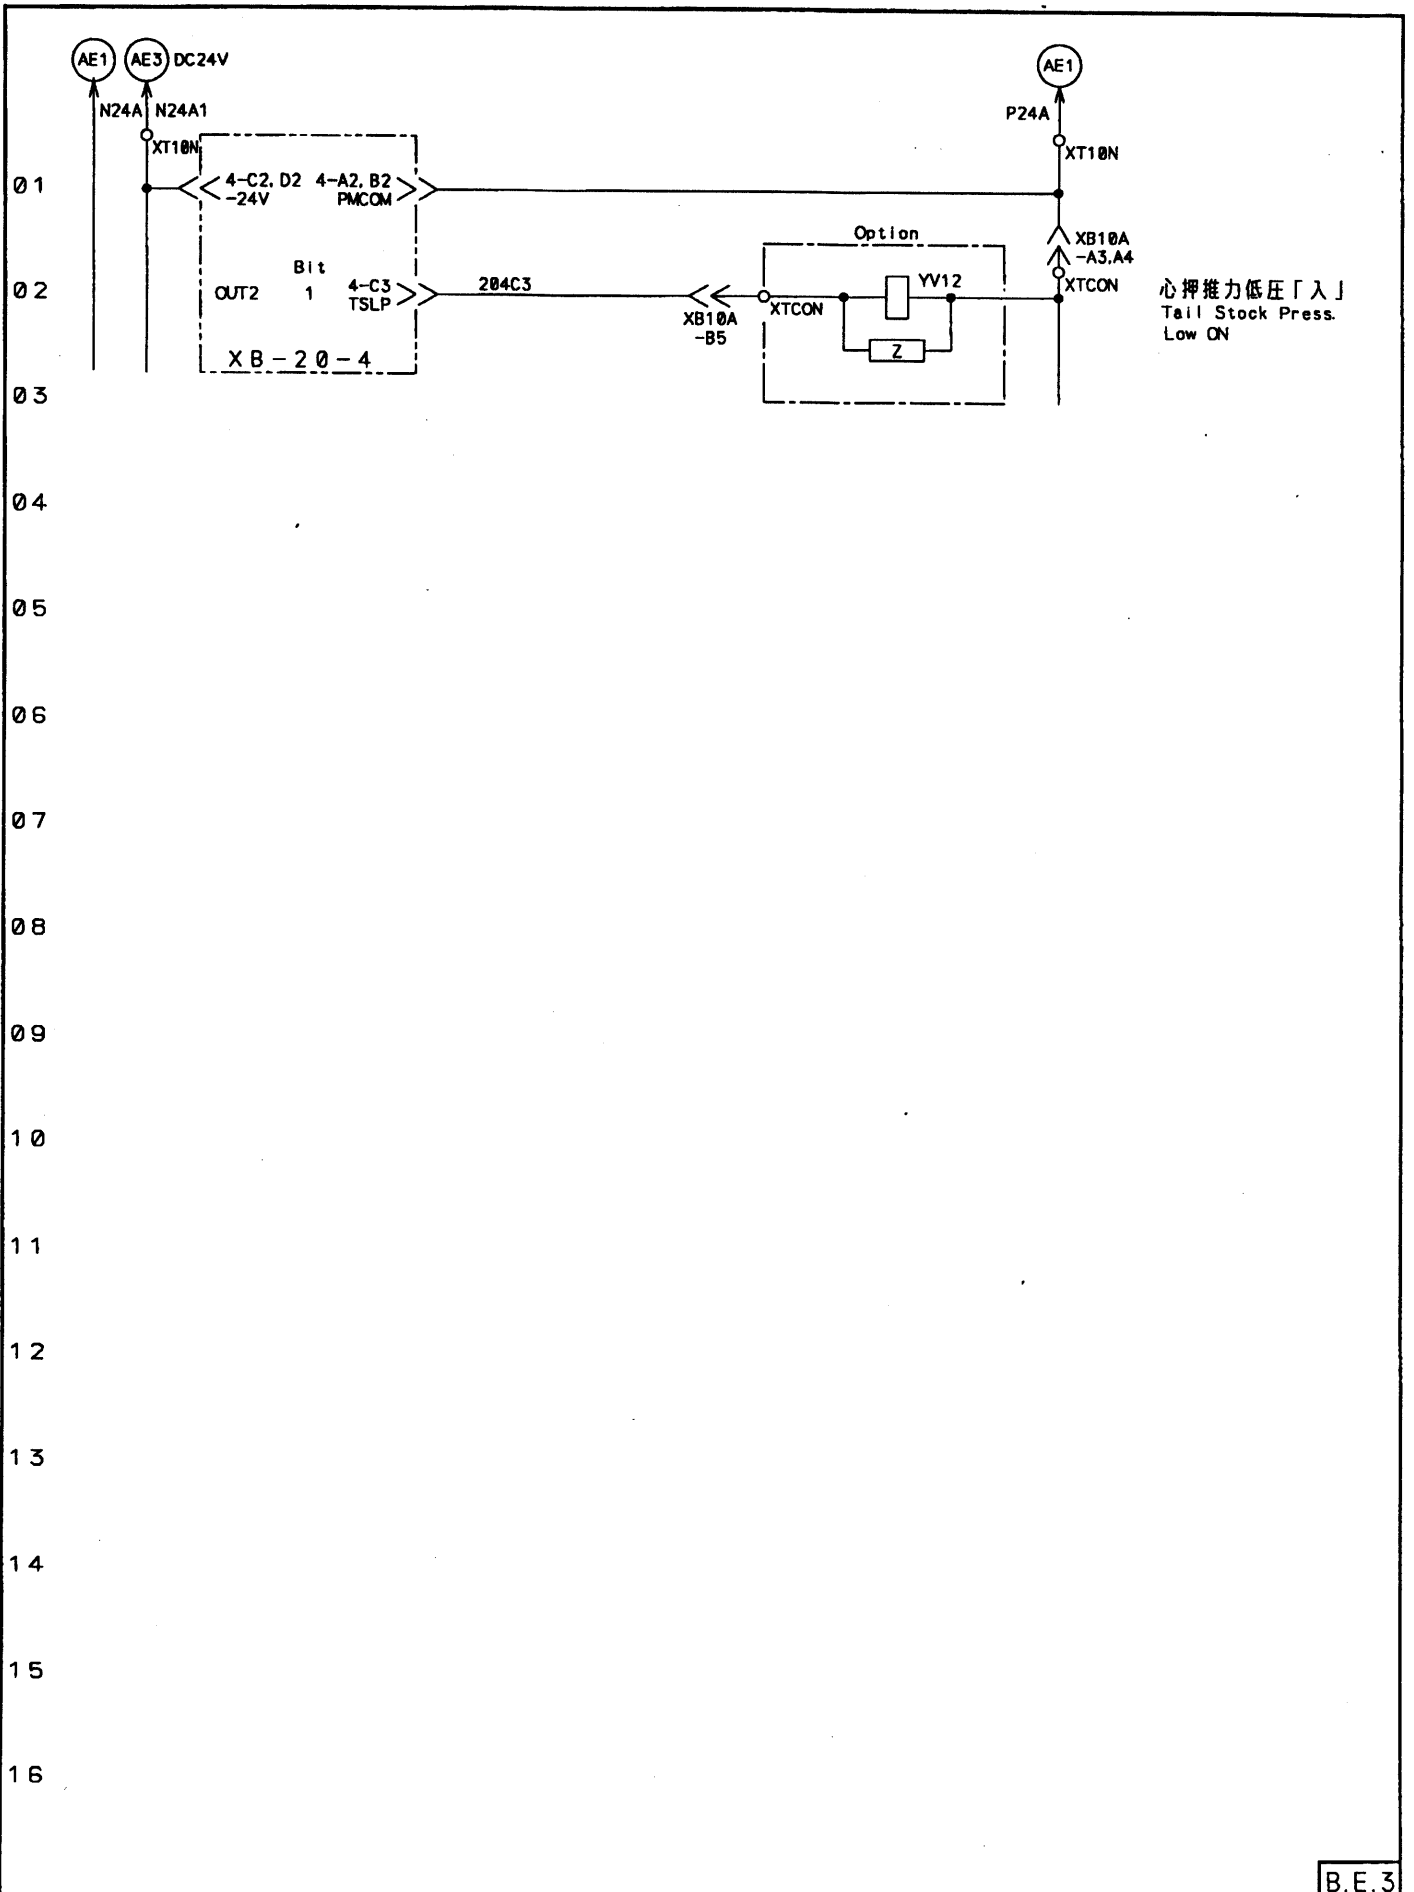 AE1 AE3 DC24V AE1
N24A N24A1 P24A
XT10N XT10N
01 4-C2, D2 4-A2, B2
-24V PMCOM
Option XB10A
-A3,A4
Bit
02 OUT2 1 4-C3 204C3 YV12 XTCON 心押推力低圧「入」
TSLP XB10A XTCON Tail Stock Press.
-B5 Low ON
XB-20-4 Z
03
04
05
06
07
08
09
10
11
12
13
14
15
16
B.E.3